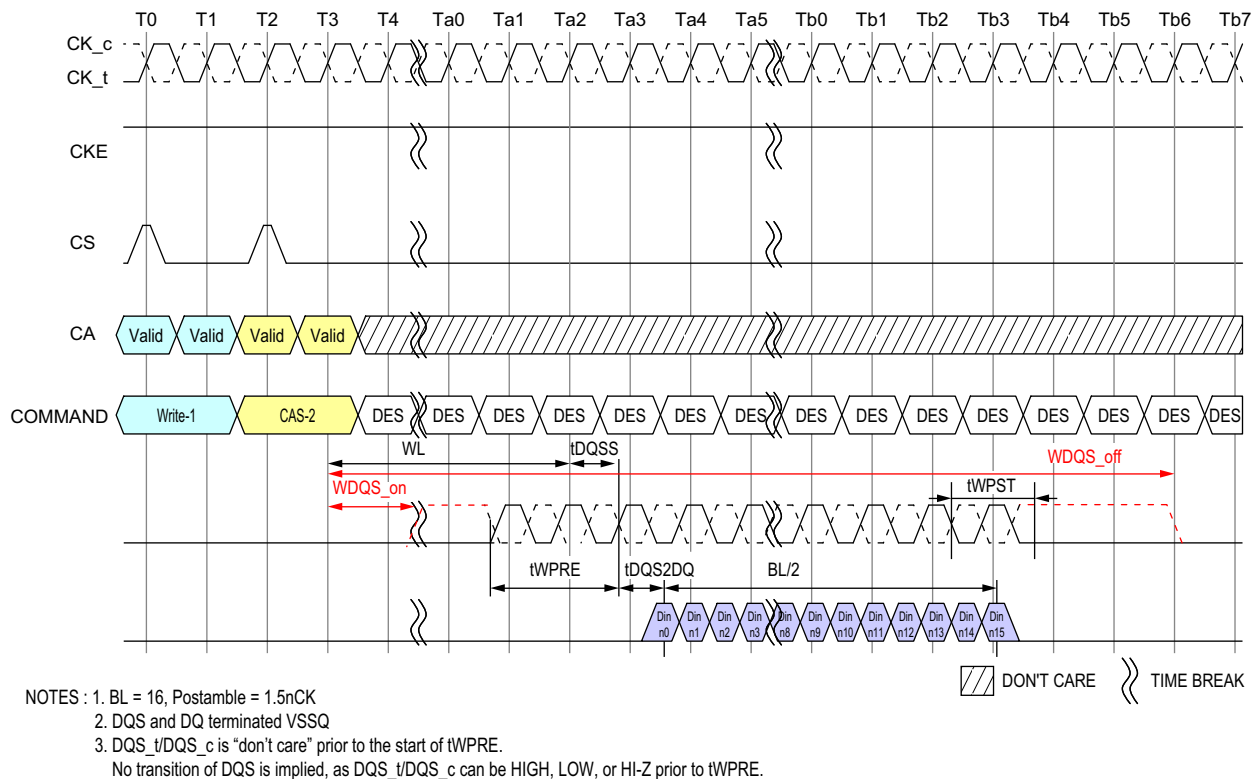 T0 T1 T2 T3 T4 Ta0 Ta1 Ta2 Ta3 Ta4 Ta5 Tb0 Tb1 Tb2 Tb3 Tb4 Tb5 Tb6 Tb7
CK_c
CK_t
CKE
CS
CA Valid Valid Valid Valid
COMMAND Write-1 CAS-2 DES DES DES DES DES DES DES DES DES DES DES DES DES DES DES
WL tDQSS WDQS_off
WDQS_on tWPST
tWPRE tDQS2DQ BL/2
Din Din Din Din Din Din Din Din Din Din Din Din
n0 n1 n2 n3 n8 n9 n10 n11 n12 n13 n14 n15
DON'T CARE TIME BREAK
NOTES : 1. BL = 16, Postamble = 1.5nCK
2. DQS and DQ terminated VSSQ
3. DQS_t/DQS_c is “don’t care” prior to the start of tWPRE.
No transition of DQS is implied, as DQS_t/DQS_c can be HIGH, LOW, or HI-Z prior to tWPRE.